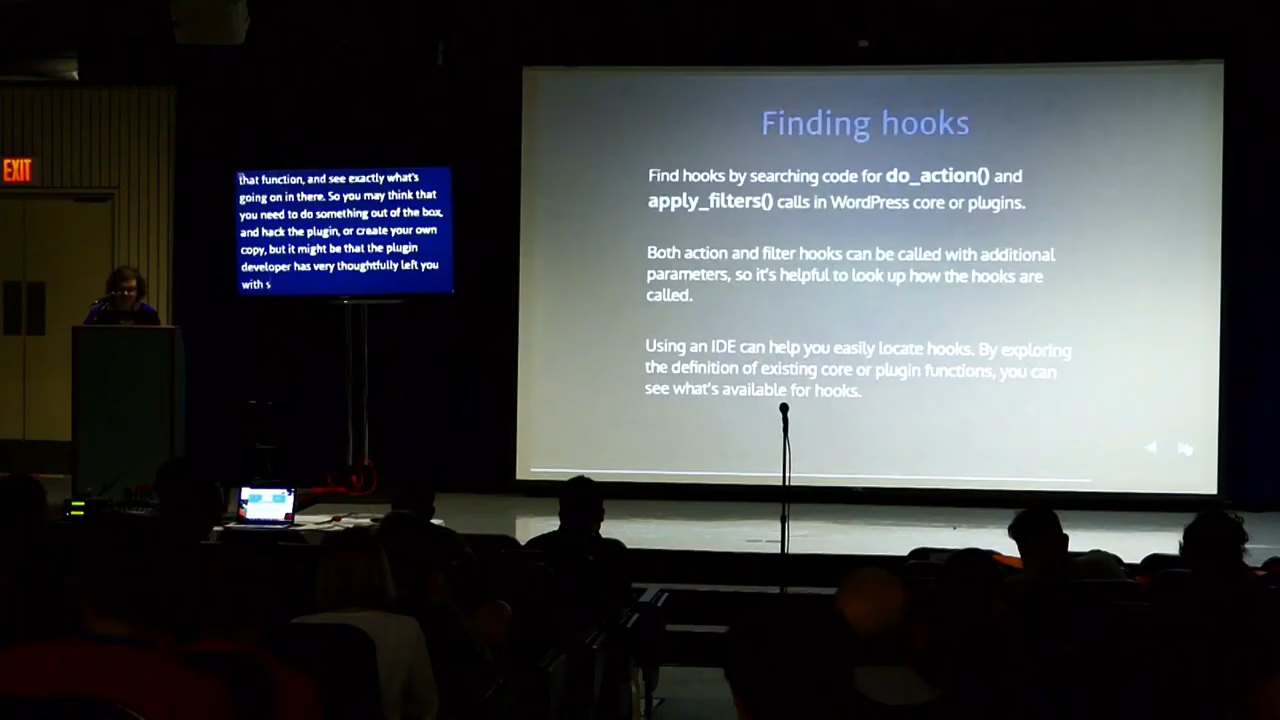 EXIT
that function, and see exactly what's
going on in there. So you may think that
you need to do something out of the box,
and hack the plugin, or create your own
copy, but it might be that the plugin
developer has very thoughtfully left you
with s
Finding hooks
Find hooks by searching code for do_action() and
apply_filters() calls in WordPress core or plugins.
Both action and filter hooks can be called with additional
parameters, so it's helpful to look up how the hooks are
called.
Using an IDE can help you easily locate hooks. By exploring
the definition of existing core or plugin functions, you can
see what's available for hooks.